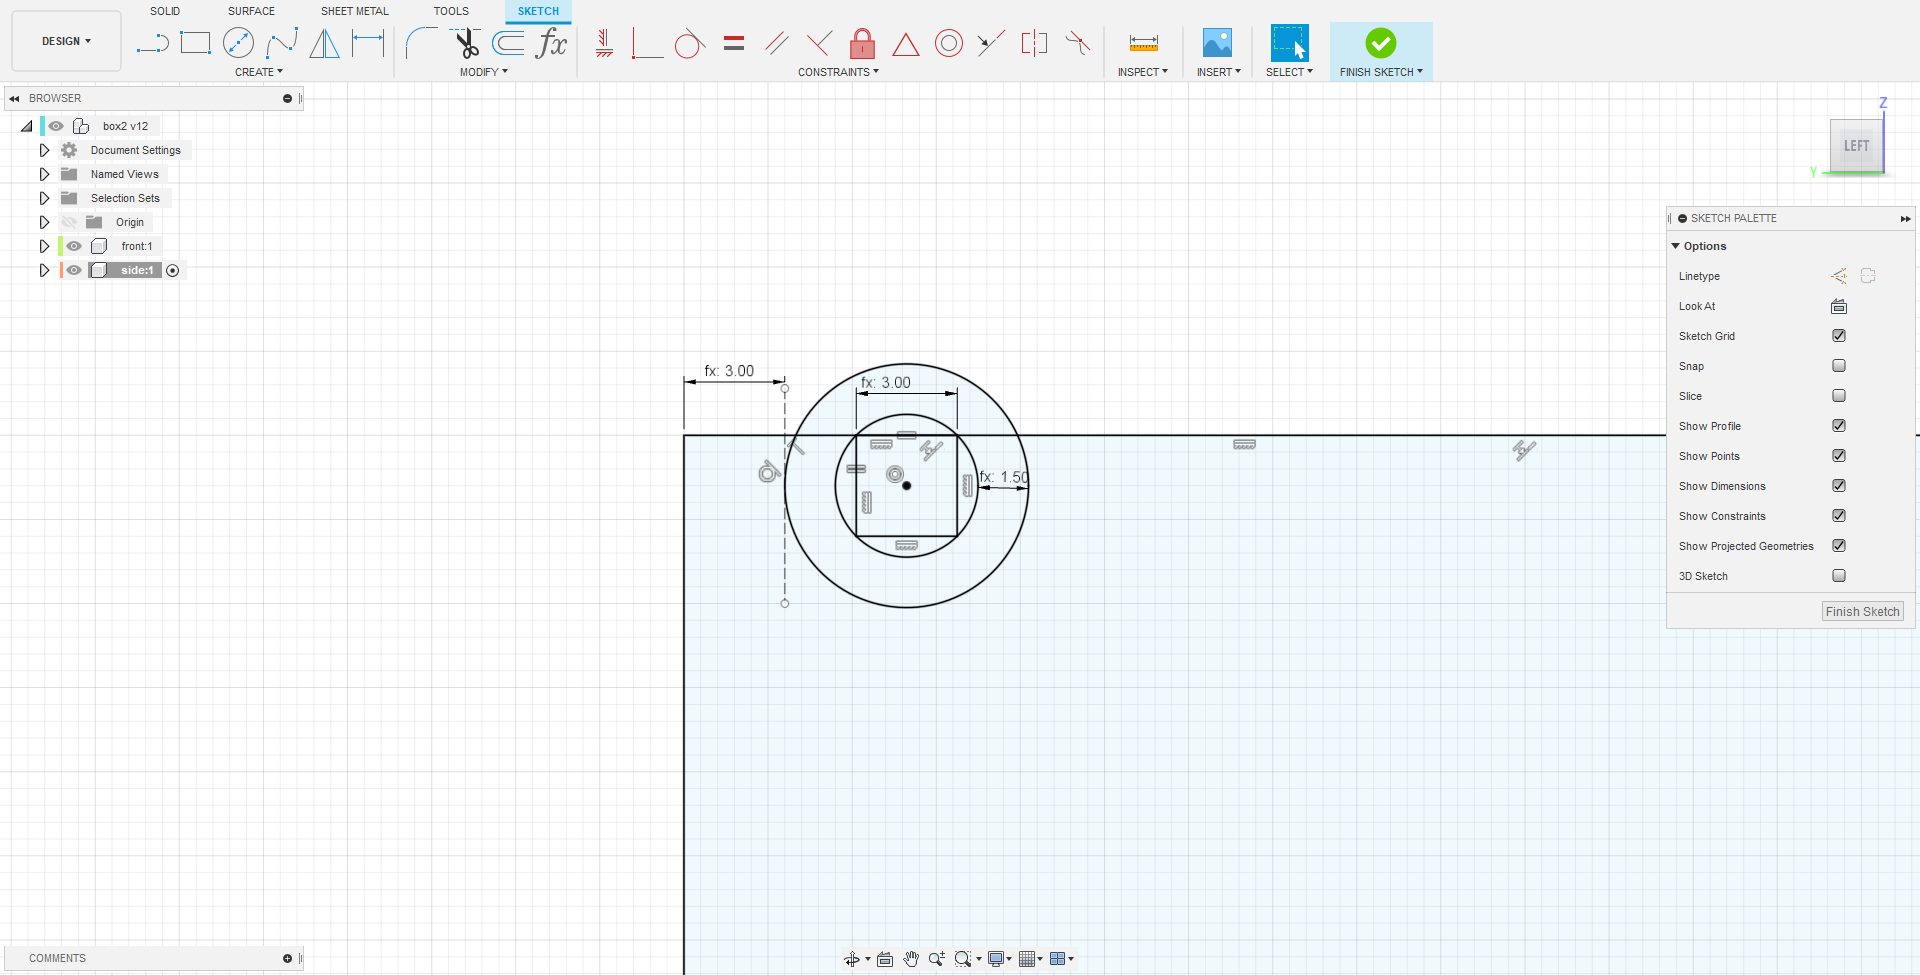 SOLID SURFACE SHEET METAL TOOLS SKETCH
DESIGN
fx
CREATE MODIFY CONSTRAINTS INSPECT INSERT SELECT FINISH SKETCH
BROWSER
box2 v12
Document Settings
Named Views
Selection Sets
Origin
front:1
side:1
Z
LEFT
Y
SKETCH PALETTE
Options
Linetype
Look At
Sketch Grid
Snap
Slice
Show Profile
Show Points
Show Dimensions
Show Constraints
Show Projected Geometries
3D Sketch
Finish Sketch
fx: 3.00
fx: 3.00
fx: 1.50
COMMENTS